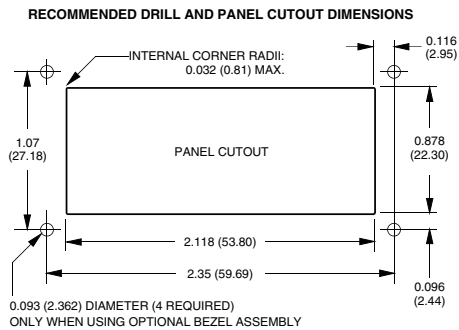 RECOMMENDED DRILL AND PANEL CUTOUT DIMENSIONS
INTERNAL CORNER RADII:
0.032 (0.81) MAX.
0.116
(2.95)
1.07
(27.18)
PANEL CUTOUT
0.878
(22.30)
2.118 (53.80)
2.35 (59.69)
0.096
(2.44)
0.093 (2.362) DIAMETER (4 REQUIRED)
ONLY WHEN USING OPTIONAL BEZEL ASSEMBLY